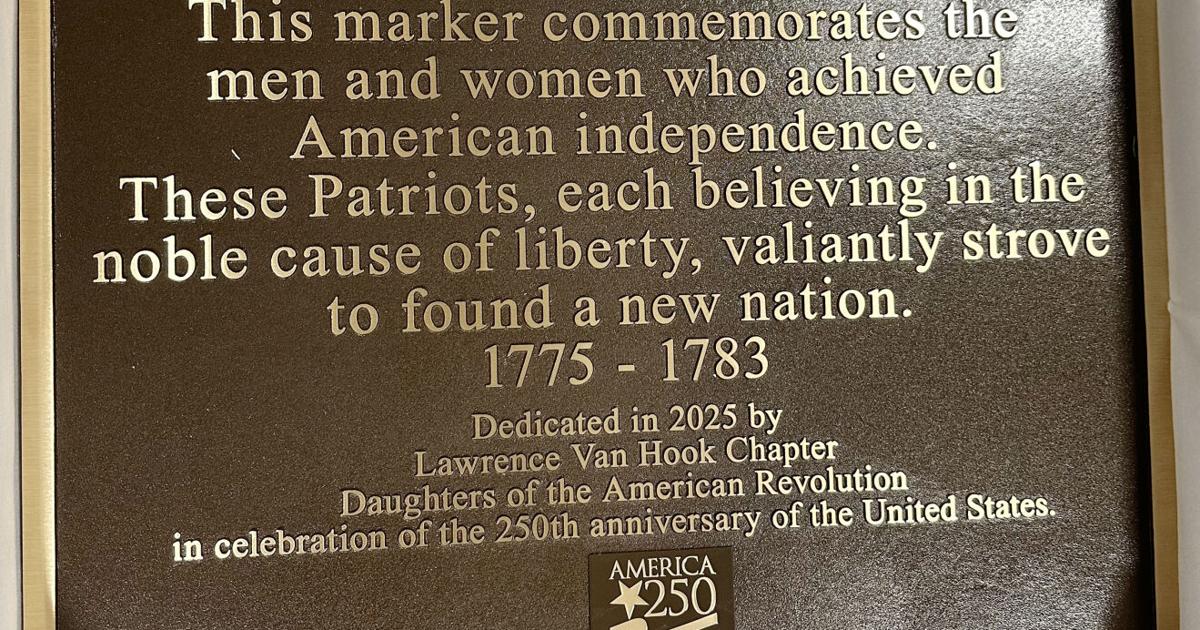 This marker commemorates the
men and women who achieved
American independence.
These Patriots, each believing in the
noble cause of liberty, valiantly strove
to found a new nation.
1775 - 1783
Dedicated in 2025 by
Lawrence Van Hook Chapter
Daughters of the American Revolution
in celebration of the 250th anniversary of the United States.
AMERICA
250